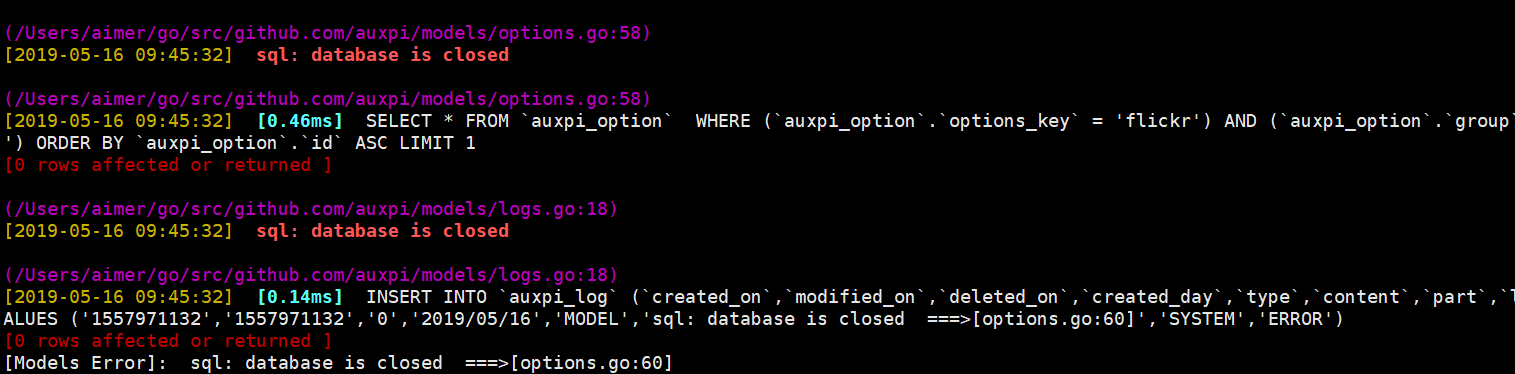 (/Users/aimer/go/src/github.com/auxpi/models/options.go:58)
[2019-05-16 09:45:32]  sql: database is closed
(/Users/aimer/go/src/github.com/auxpi/models/options.go:58)
[2019-05-16 09:45:32]  [0.46ms]  SELECT * FROM `auxpi_option`  WHERE (`auxpi_option`.`options_key` = 'flickr') AND (`auxpi_option`.`group`
') ORDER BY `auxpi_option`.`id` ASC LIMIT 1
[0 rows affected or returned ]
(/Users/aimer/go/src/github.com/auxpi/models/logs.go:18)
[2019-05-16 09:45:32]  sql: database is closed
(/Users/aimer/go/src/github.com/auxpi/models/logs.go:18)
[2019-05-16 09:45:32]  [0.14ms]  INSERT INTO `auxpi_log` (`created_on`,`modified_on`,`deleted_on`,`created_day`,`type`,`content`,`part`,`l
ALUES ('1557971132','1557971132','0','2019/05/16','MODEL','sql: database is closed  ===>[options.go:60]','SYSTEM','ERROR')
[0 rows affected or returned ]
[Models Error]:  sql: database is closed  ===>[options.go:60]